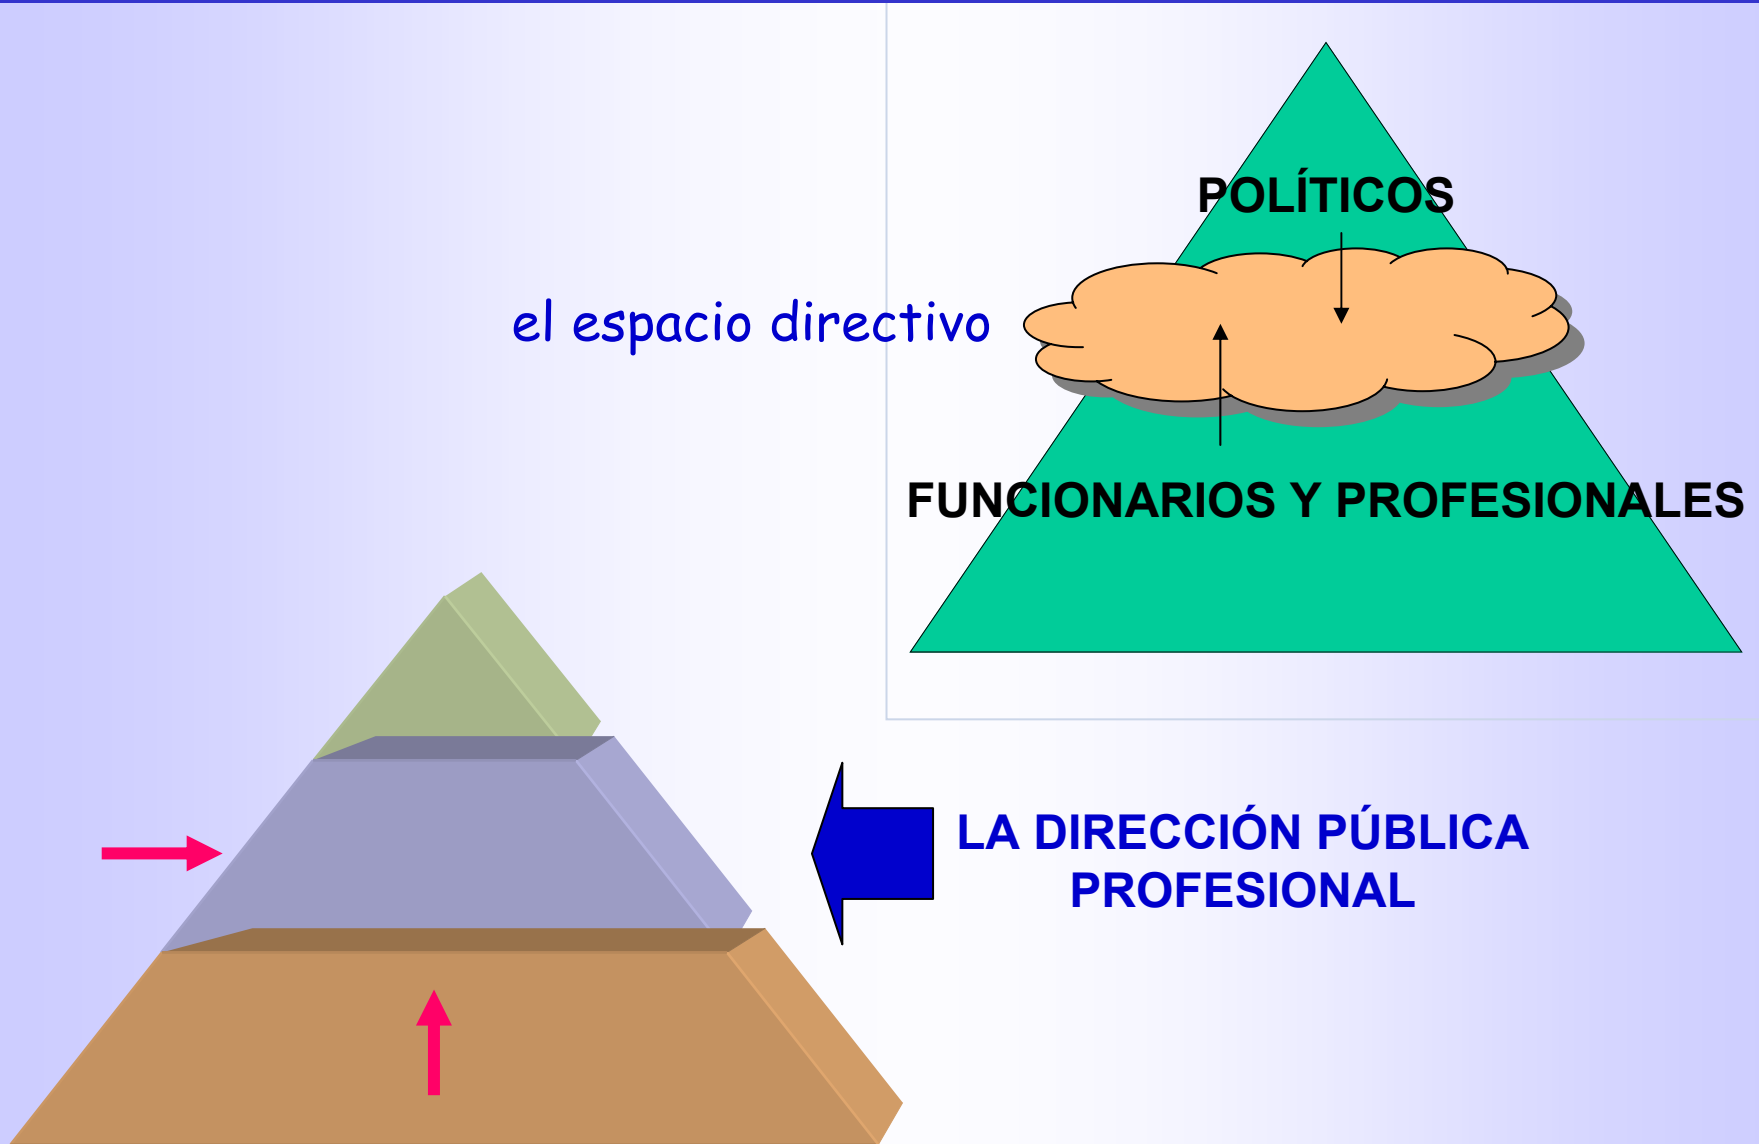 POLÍTICOS
el espacio directivo
FUNCIONARIOS Y PROFESIONALES
LA DIRECCIÓN PÚBLICA
PROFESIONAL